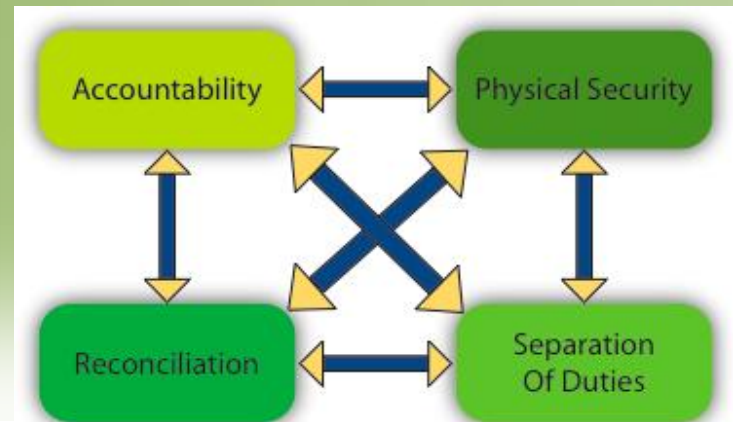 Accountability
Physical Security
Reconciliation
Separation
Of Duties